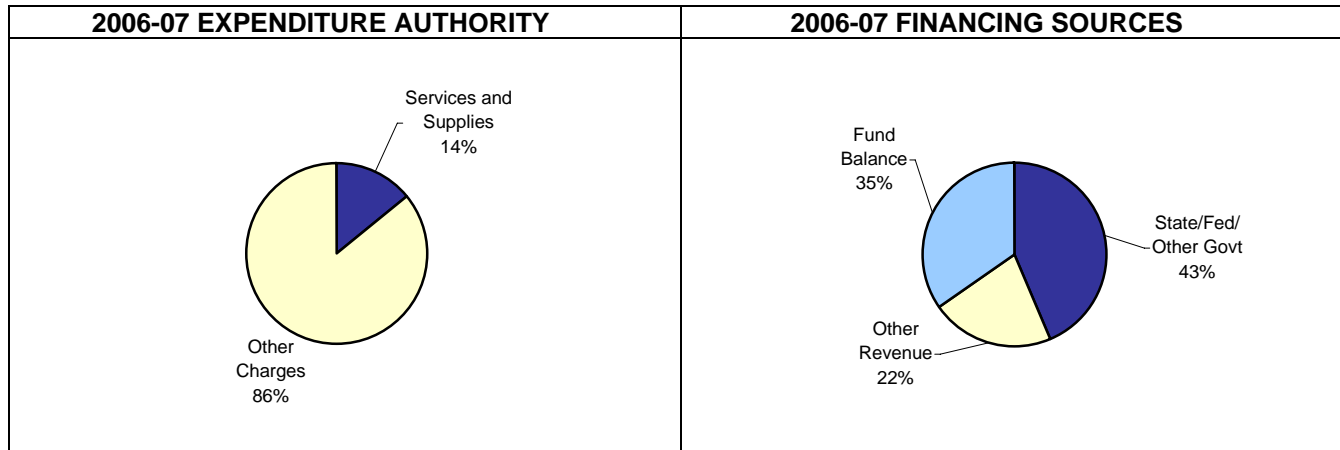 2006-07 EXPENDITURE AUTHORITY
Services and
Supplies
14%
Other
Charges
86%
2006-07 FINANCING SOURCES
Fund
Balance
35%
State/Fed/
Other Govt
43%
Other
Revenue
22%